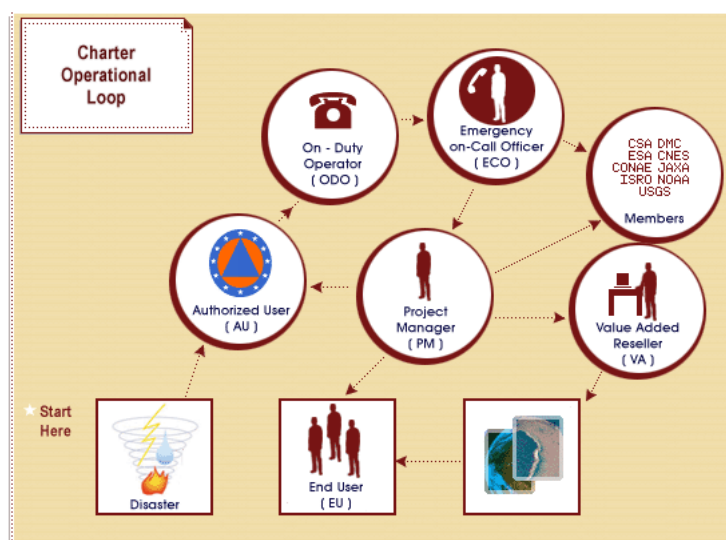 Charter
Operational
Loop
On - Duty
Operator
( ODO )
Emergency
on-Call Officer
( ECO )
CSA DMC
ESA CNES
CONAE JAXA
ISRO NOAA
USGS
Members
Authorized User
( AU )
Project
Manager
( PM )
Value Added
Reseller
( VA )
Start
Here
Disaster
End User
( EU )